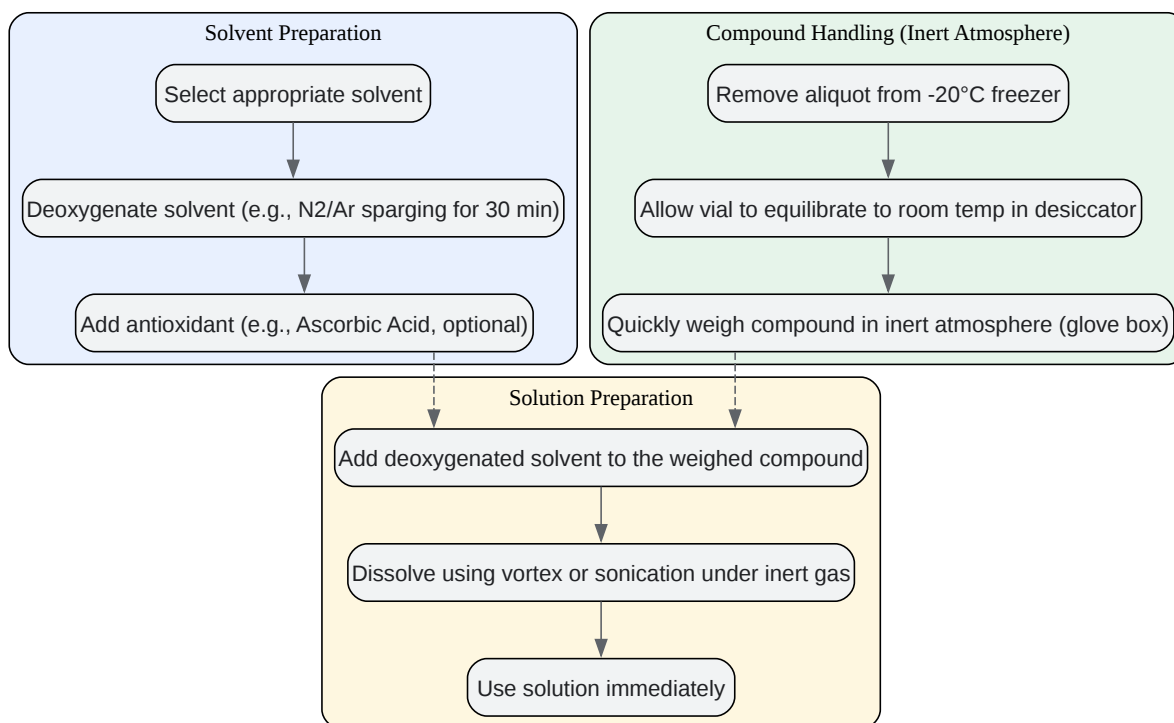 Solvent Preparation
Select appropriate solvent
Deoxygenate solvent (e.g., N2/Ar sparging for 30 min)
Add antioxidant (e.g., Ascorbic Acid, optional)
Compound Handling (Inert Atmosphere)
Remove aliquot from -20°C freezer
Allow vial to equilibrate to room temp in desiccator
Quickly weigh compound in inert atmosphere (glove box)
Solution Preparation
Add deoxygenated solvent to the weighed compound
Dissolve using vortex or sonication under inert gas
Use solution immediately